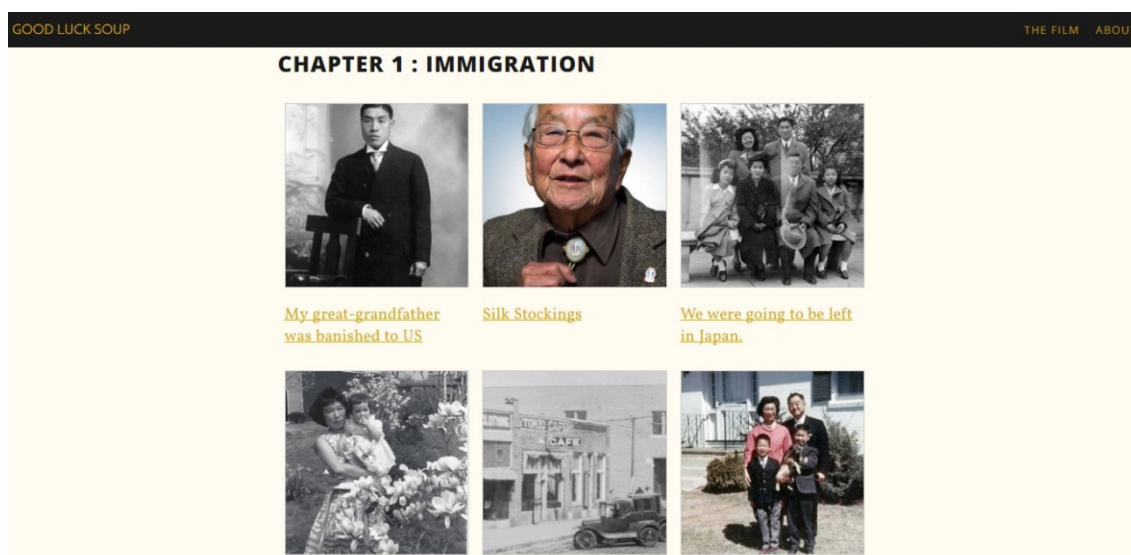 GOOD LUCK SOUP
THE FILM ABOU
CHAPTER 1 : IMMIGRATION
My great-grandfather
was banished to US
Silk Stockings
We were going to be left
in Japan.
CAFE